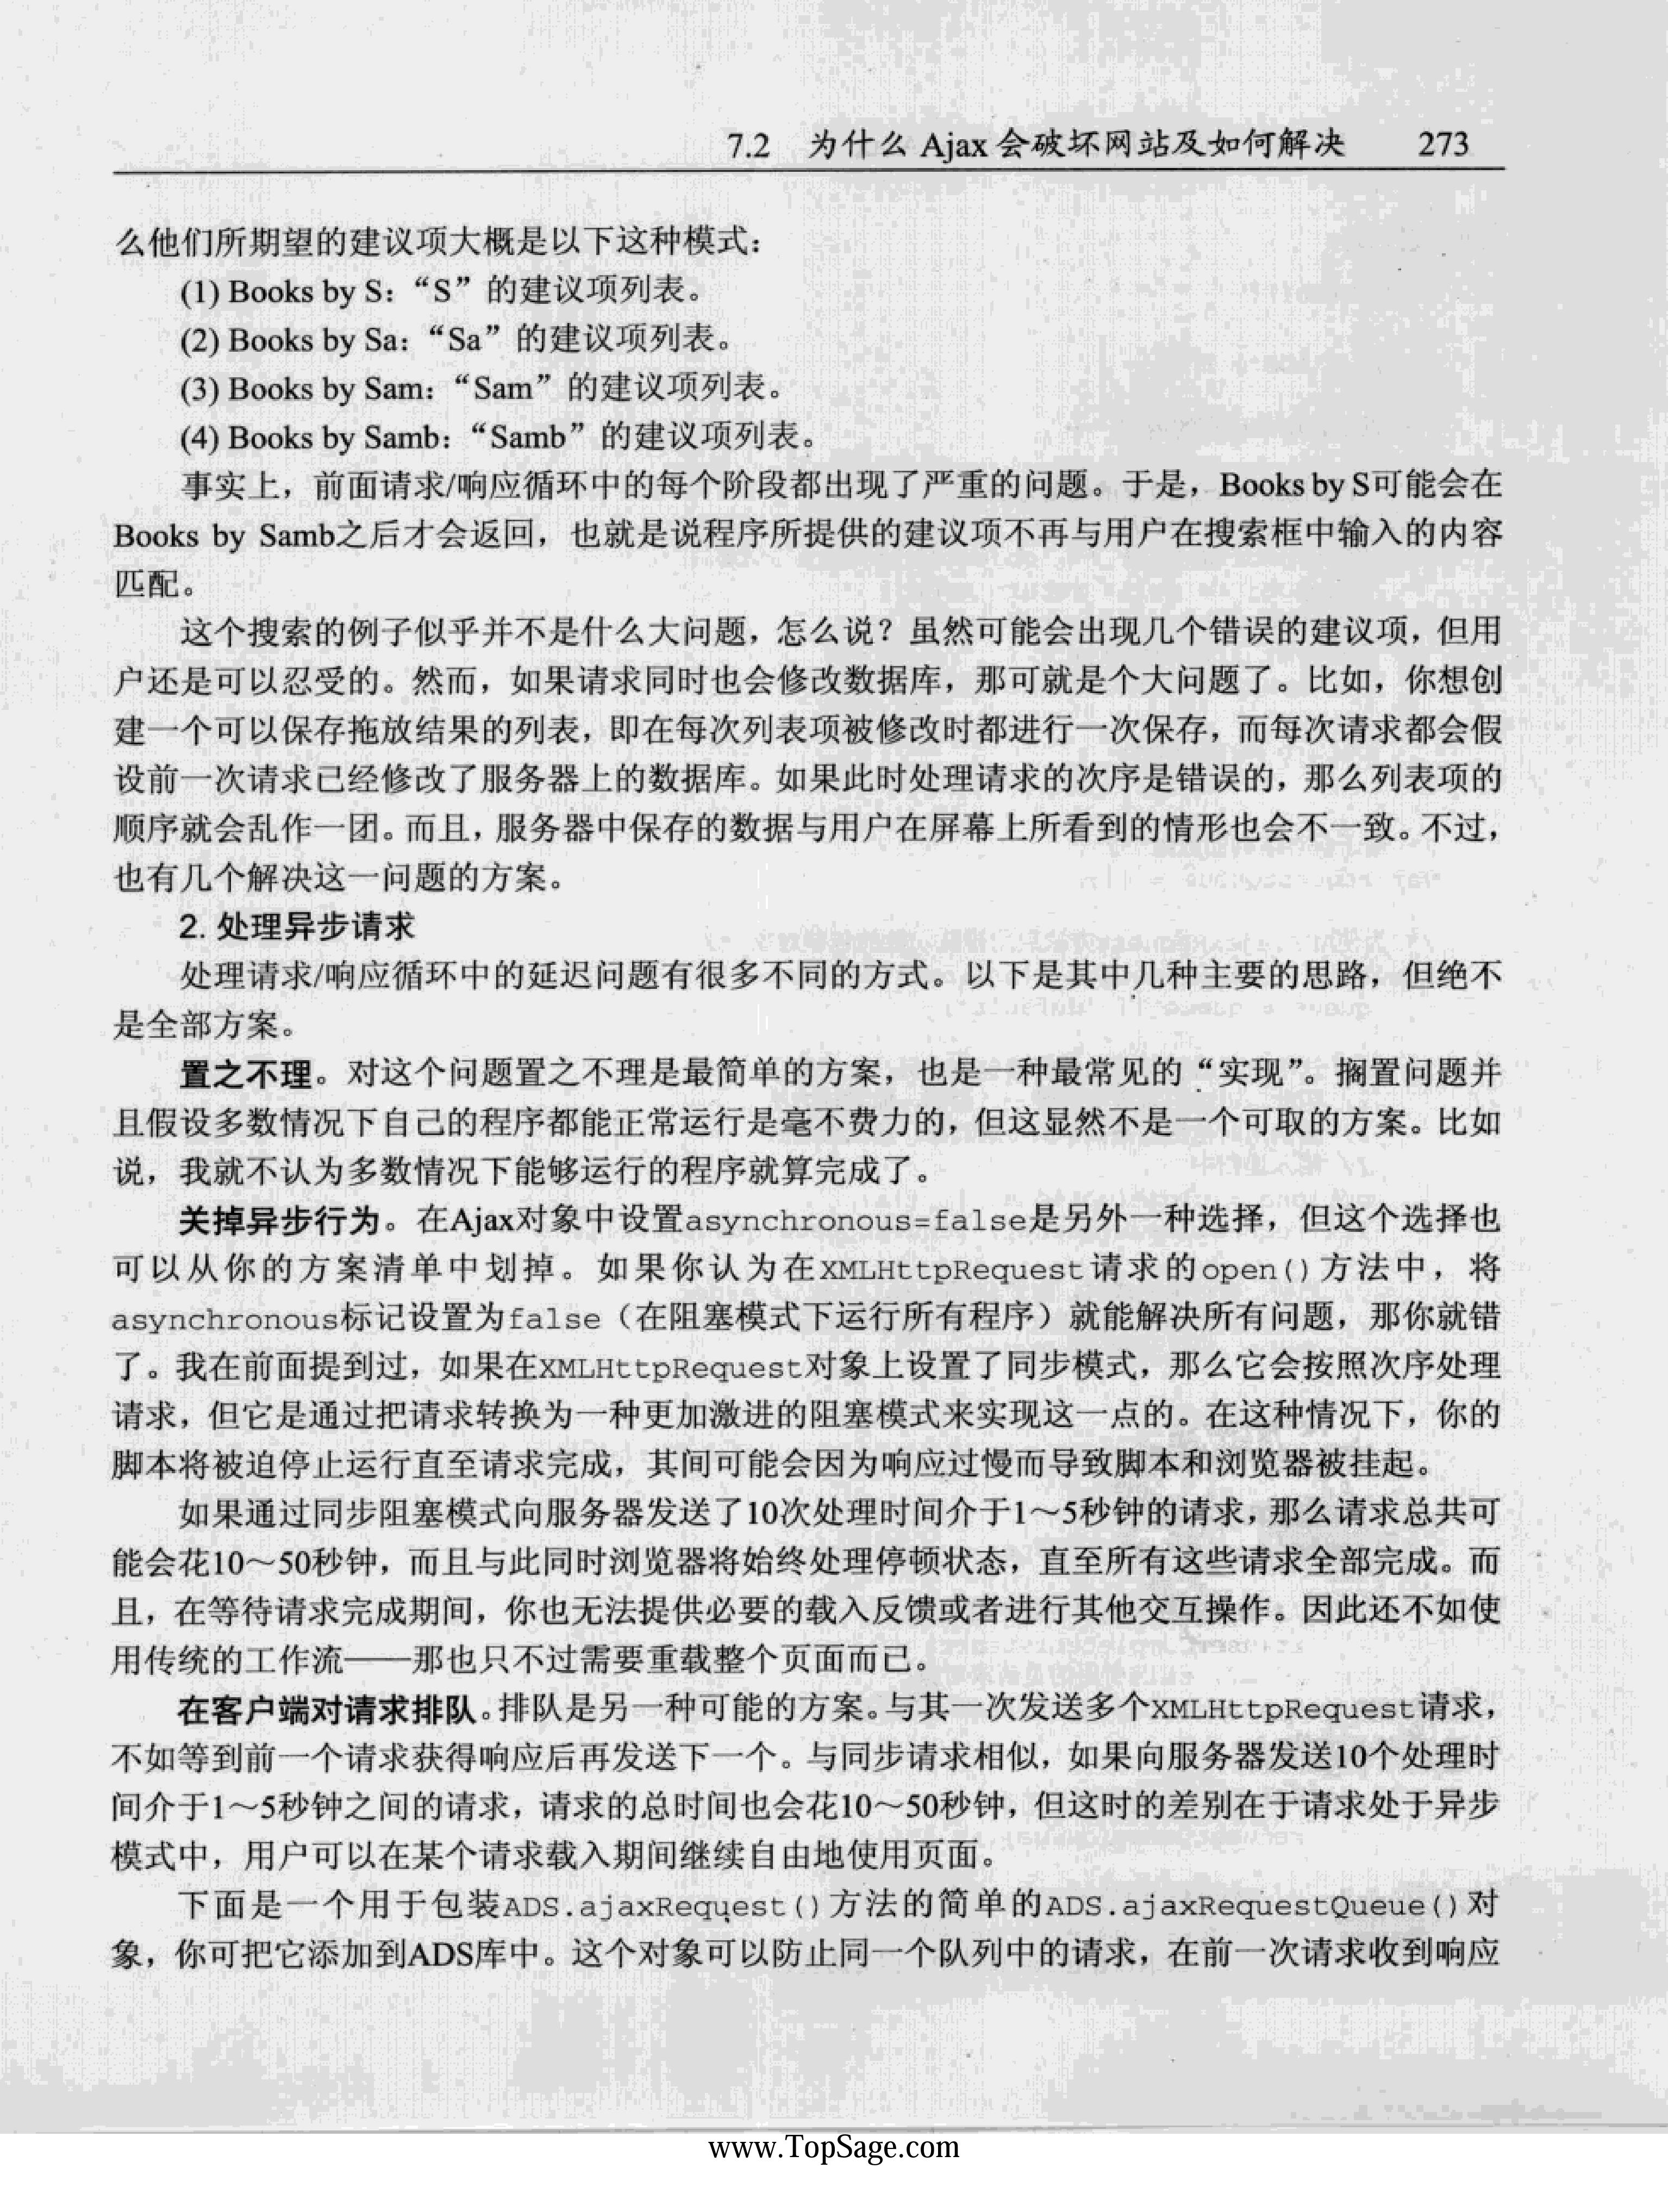 7.2 为什么 Ajax 会破坏网站及如何解决 273
么他们所期望的建议项大概是以下这种模式：
(1) Books by S：“S”的建议项列表。
(2) Books by Sa：“Sa”的建议项列表。
(3) Books by Sam：“Sam”的建议项列表。
(4) Books by Samb：“Samb”的建议项列表。
事实上，前面请求/响应循环中的每个阶段都出现了严重的问题。于是，Books by S可能会在
Books by Samb之后才会返回，也就是说程序所提供的建议项不再与用户在搜索框中输入的内容
匹配。
这个搜索的例子似乎并不是什么大问题，怎么说？虽然可能会出现几个错误的建议项，但用
户还是可以忍受的。然而，如果请求同时也会修改数据库，那可就是个大问题了。比如，你想创
建一个可以保存拖放结果的列表，即在每次列表项被修改时都进行一次保存，而每次请求都会假
设前一次请求已经修改了服务器上的数据库。如果此时处理请求的次序是错误的，那么列表项的
顺序就会乱作一团。而且，服务器中保存的数据与用户在屏幕上所看到的情形也会不一致。不过，
也有几个解决这一问题的方案。
2. 处理异步请求
处理请求/响应循环中的延迟问题有很多不同的方式。以下是其中几种主要的思路，但绝不
是全部方案。
置之不理。对这个问题置之不理是最简单的方案，也是一种最常见的“实现”。搁置问题并
且假设多数情况下自己的程序都能正常运行是毫不费力的，但这显然不是一个可取的方案。比如
说，我就不认为多数情况下能够运行的程序就算完成了。
关掉异步行为。在Ajax对象中设置asynchronous=false是另外一种选择，但这个选择也
可以从你的方案清单中划掉。如果你认为在XMLHttpRequest请求的open()方法中，将
asynchronous标记设置为false（在阻塞模式下运行所有程序）就能解决所有问题，那你就错
了。我在前面提到过，如果在XMLHttpRequest对象上设置了同步模式，那么它会按照次序处理
请求，但它是通过把请求转换为一种更加激进的阻塞模式来实现这一点的。在这种情况下，你的
脚本将被迫停止运行直至请求完成，其间可能会因为响应过慢而导致脚本和浏览器被挂起。
如果通过同步阻塞模式向服务器发送了10次处理时间介于1～5秒钟的请求，那么请求总共可
能会花10～50秒钟，而且与此同时浏览器将始终处理停顿状态，直至所有这些请求全部完成。而
且，在等待请求完成期间，你也无法提供必要的载入反馈或者进行其他交互操作。因此还不如使
用传统的工作流——那也只不过需要重载整个页面而已。
在客户端对请求排队。排队是另一种可能的方案。与其一次发送多个XMLHttpRequest请求，
不如等到前一个请求获得响应后再发送下一个。与同步请求相似，如果向服务器发送10个处理时
间介于1～5秒钟之间的请求，请求的总时间也会花10～50秒钟，但这时的差别在于请求处于异步
模式中，用户可以在某个请求载入期间继续自由地使用页面。
下面是一个用于包装ADS.ajaxRequest()方法的简单的ADS.ajaxRequestQueue()对
象，你可把它添加到ADS库中。这个对象可以防止同一个队列中的请求，在前一次请求收到响应
www.TopSage.com